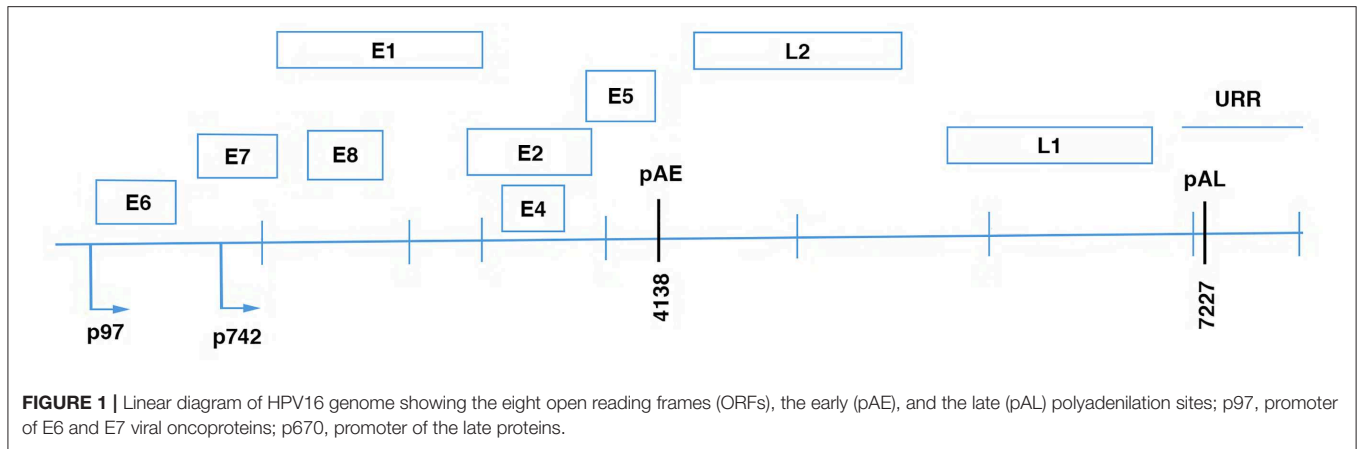 E1
L2
E5
URR
E7
E8
E2
L1
pAE
pAL
E6
E4
4138
7227
p97
p742
FIGURE 1 | Linear diagram of HPV16 genome showing the eight open reading frames (ORFs), the early (pAE), and the late (pAL) polyadenilation sites; p97, promoter
of E6 and E7 viral oncoproteins; p670, promoter of the late proteins.